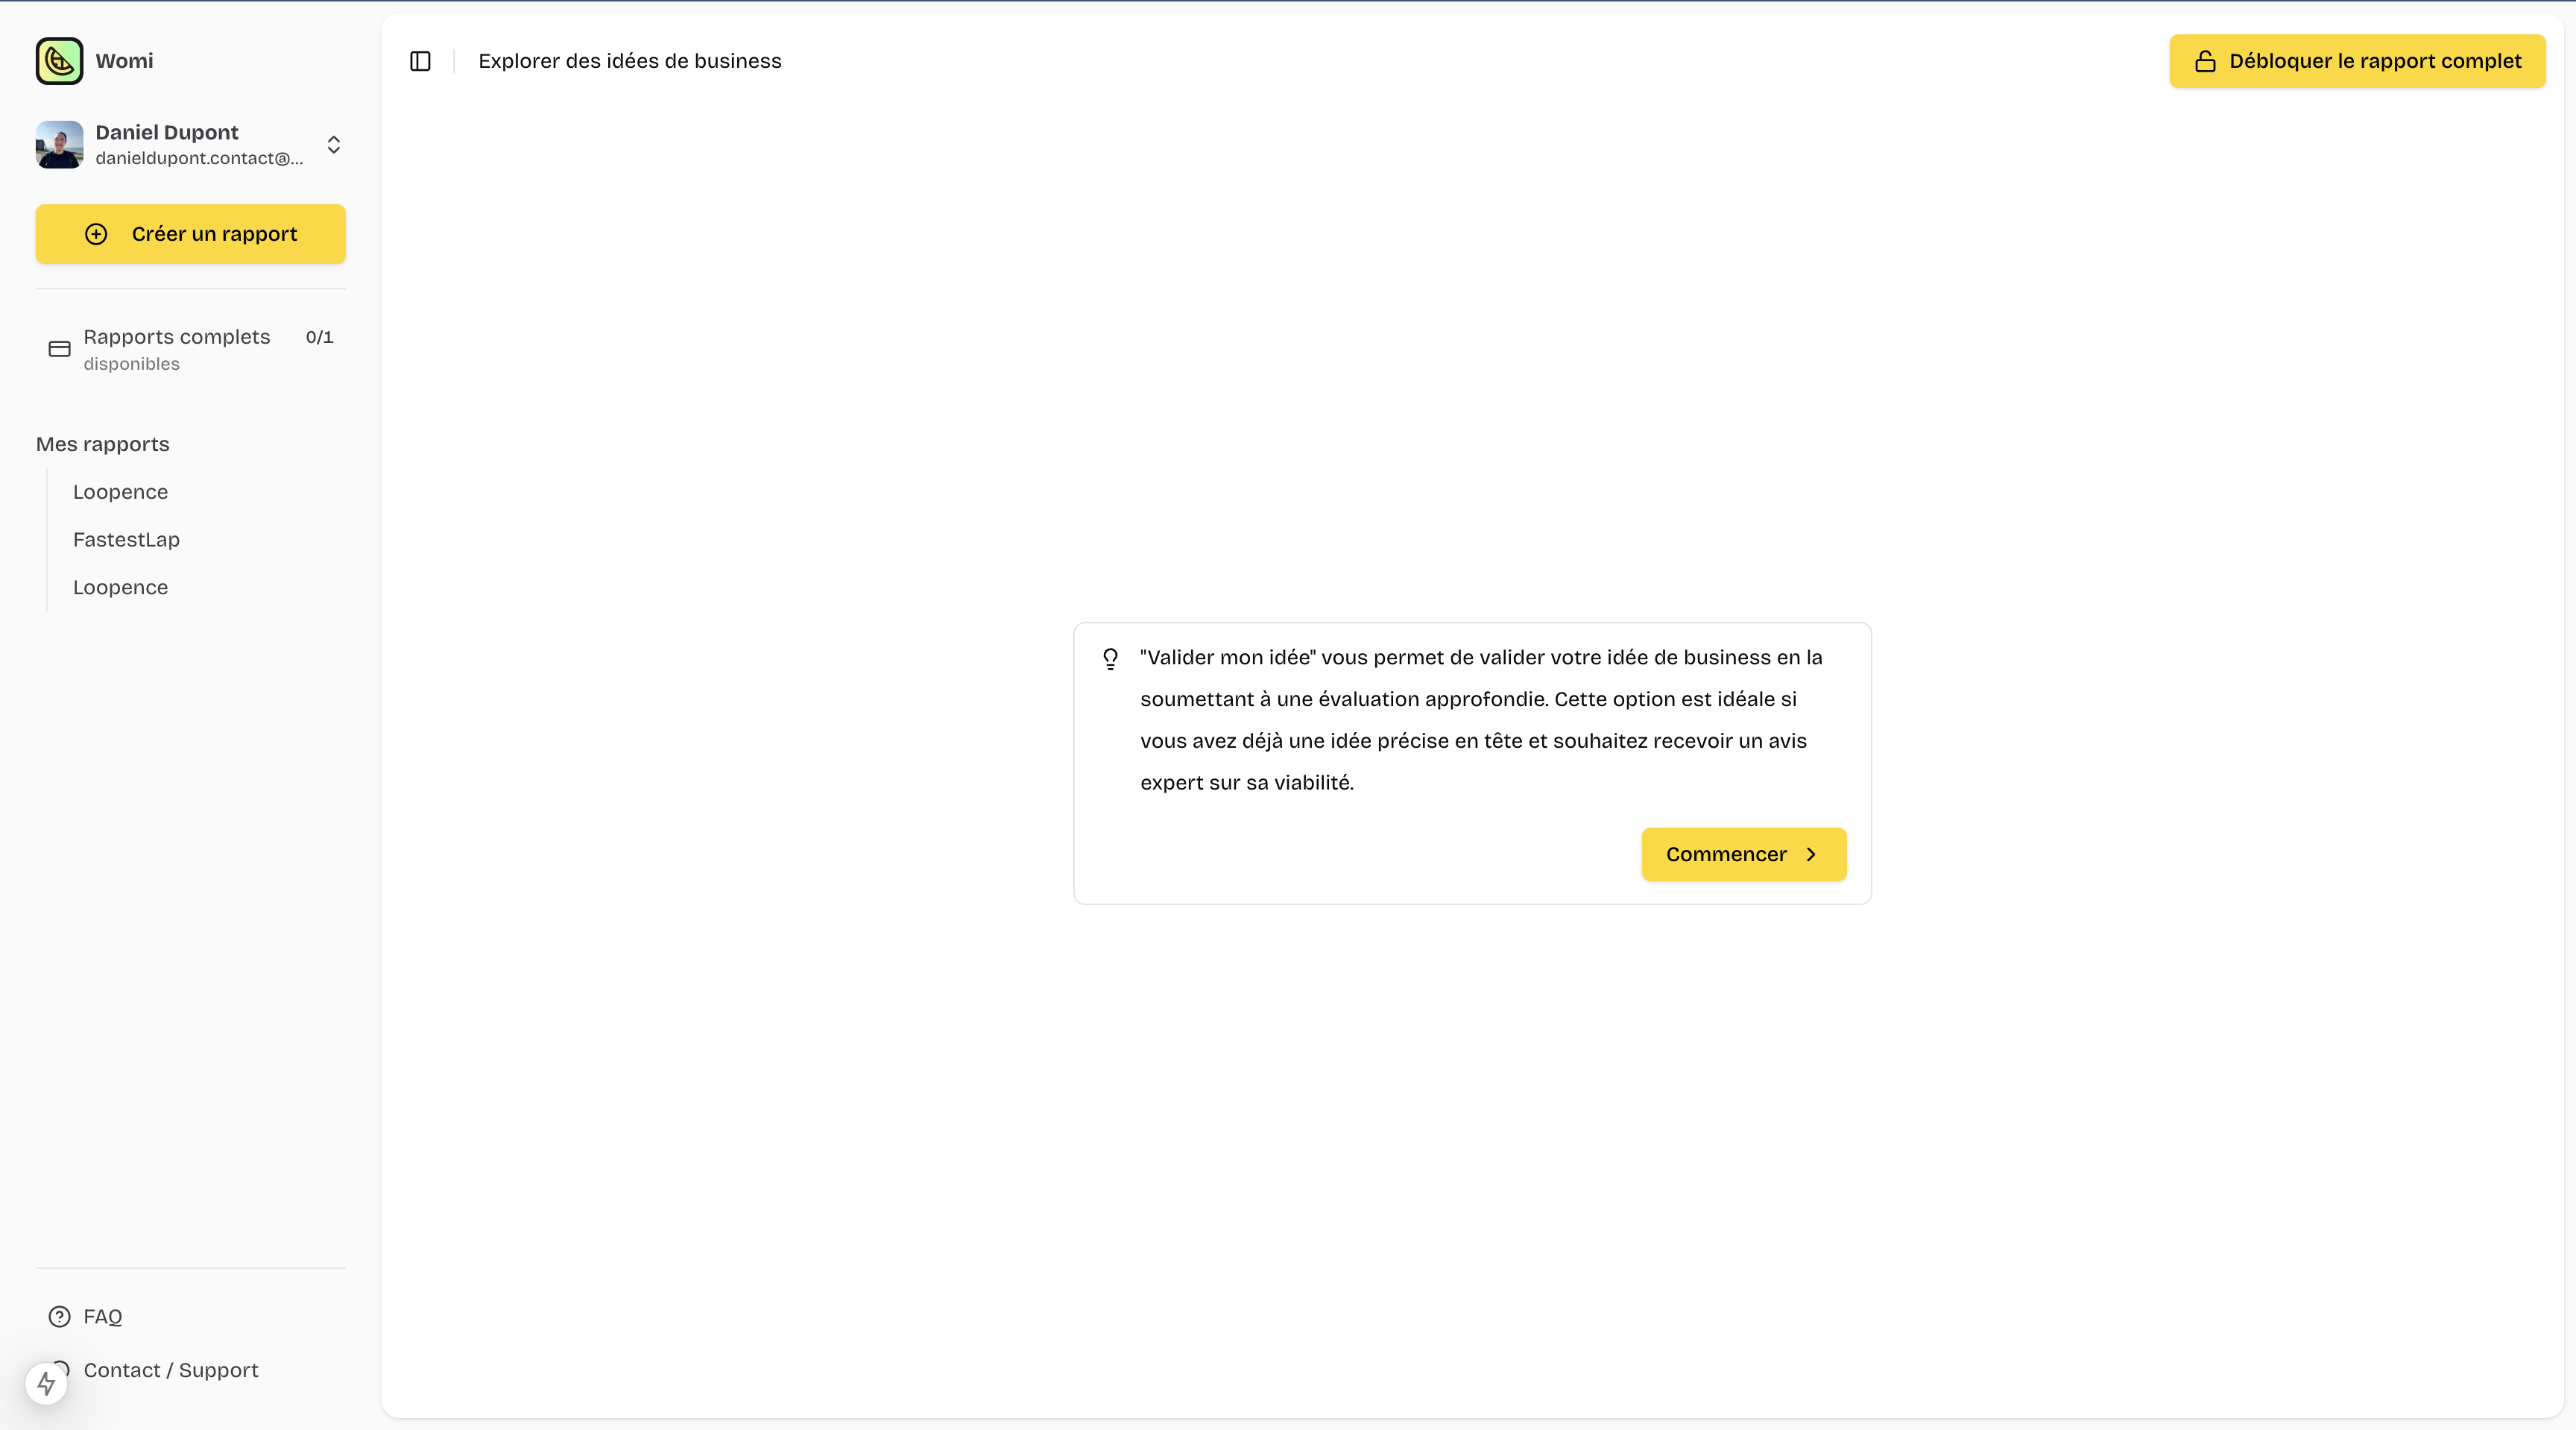 Womi
Daniel Dupont
danieldupont.contact@...
Créer un rapport
Rapports complets 0/1
disponibles
Mes rapports
Loopence
FastestLap
Loopence
FAQ
Contact / Support
Explorer des idées de business
Débloquer le rapport complet
"Valider mon idée" vous permet de valider votre idée de business en la
soumettant à une évaluation approfondie. Cette option est idéale si
vous avez déjà une idée précise en tête et souhaitez recevoir un avis
expert sur sa viabilité.
Commencer